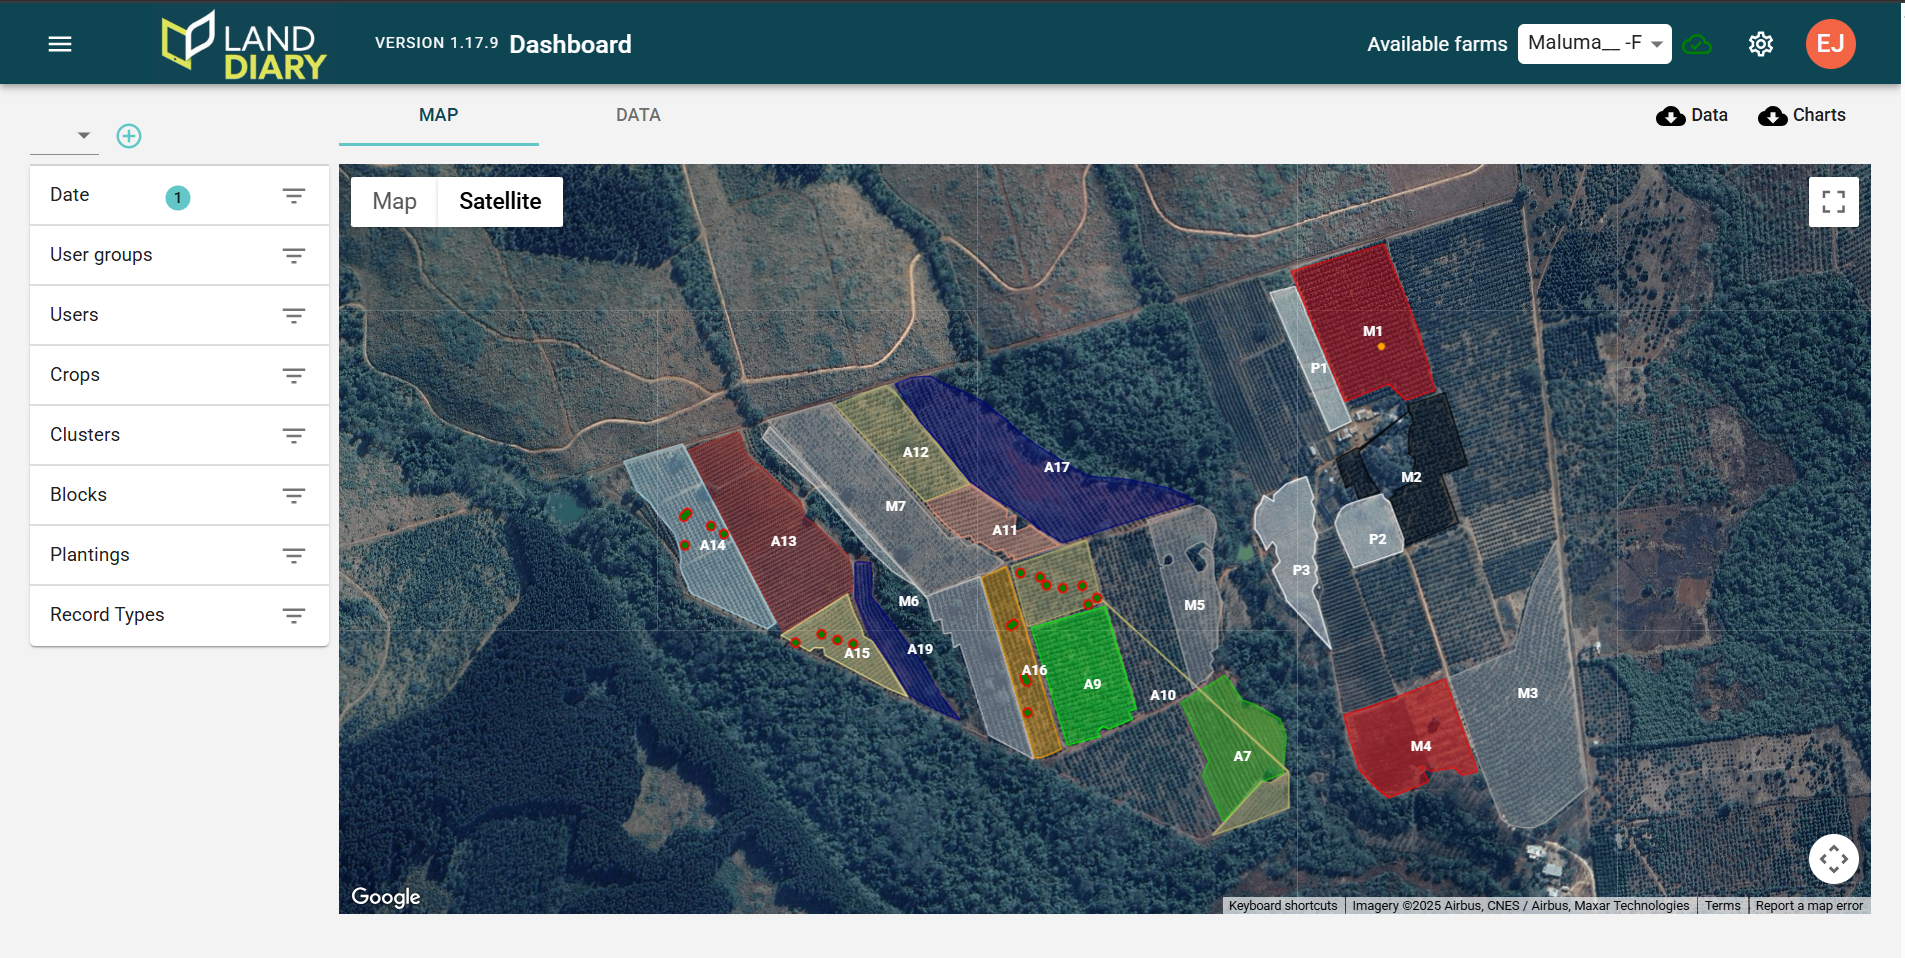 LAND
DIARY
VERSION 1.17.9
Dashboard
Available farms
Maluma__ -F
EJ
MAP
DATA
Data
Charts
Date
1
User groups
Users
Crops
Clusters
Blocks
Plantings
Record Types
Map
Satellite
M1
P1
A12
A17
M2
M7
A11
P2
A14
A13
P3
M6
M5
A15
A19
A16
A9
A10
M3
M4
A7
Google
Keyboard shortcuts
Imagery ©2025 Airbus, CNES / Airbus, Maxar Technologies
Terms
Report a map error